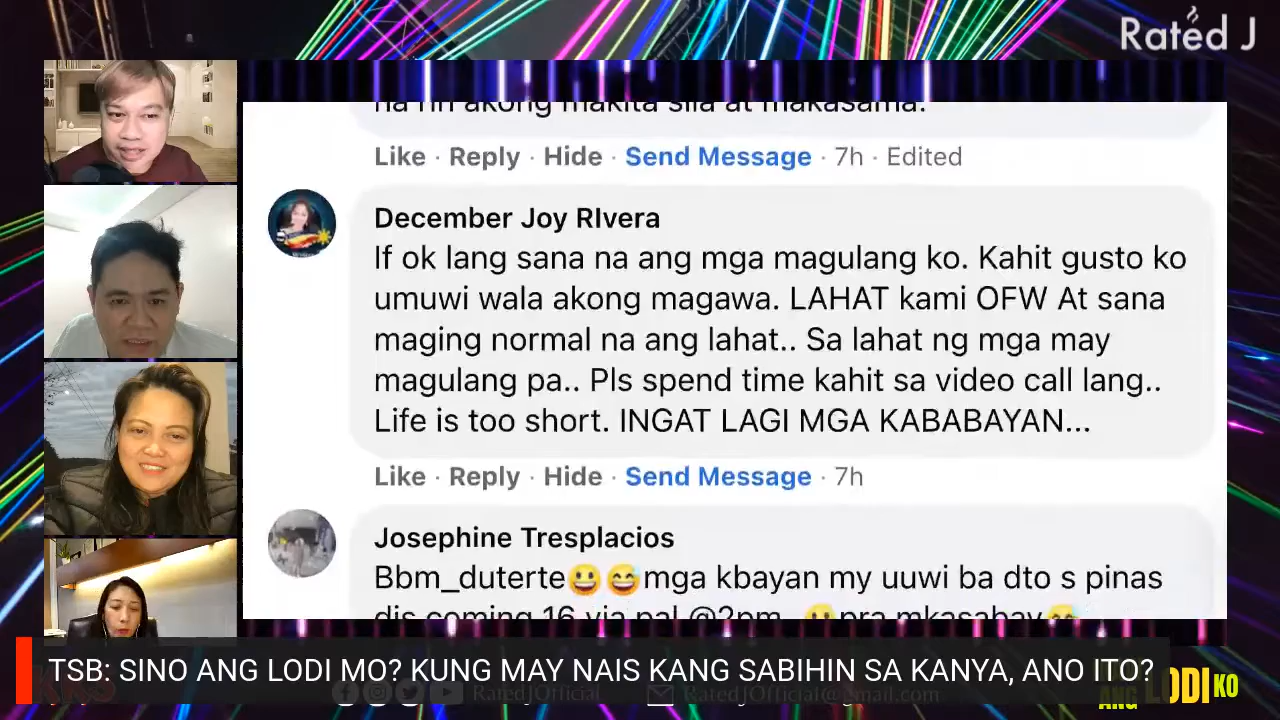 Rated J
na rin akong makita sila at makasama.
Like · Reply · Hide · Send Message · 7h · Edited
December Joy RIvera
If ok lang sana na ang mga magulang ko. Kahit gusto ko
umuwi wala akong magawa. LAHAT kami OFW At sana
maging normal na ang lahat.. Sa lahat ng mga may
magulang pa.. Pls spend time kahit sa video call lang..
Life is too short. INGAT LAGI MGA KABABAYAN...
Like · Reply · Hide · Send Message · 7h
Josephine Tresplacios
Bbm_duterte😃😅mga kbayan my uuwi ba dto s pinas
dis coming 16 via pal @2pm
pra mkasabay😅
TSB: SINO ANG LODI MO? KUNG MAY NAIS KANG SABIHIN SA KANYA, ANO ITO?
RatedJOfficial
RatedJOfficial@gmail.com
ANG LODI KO